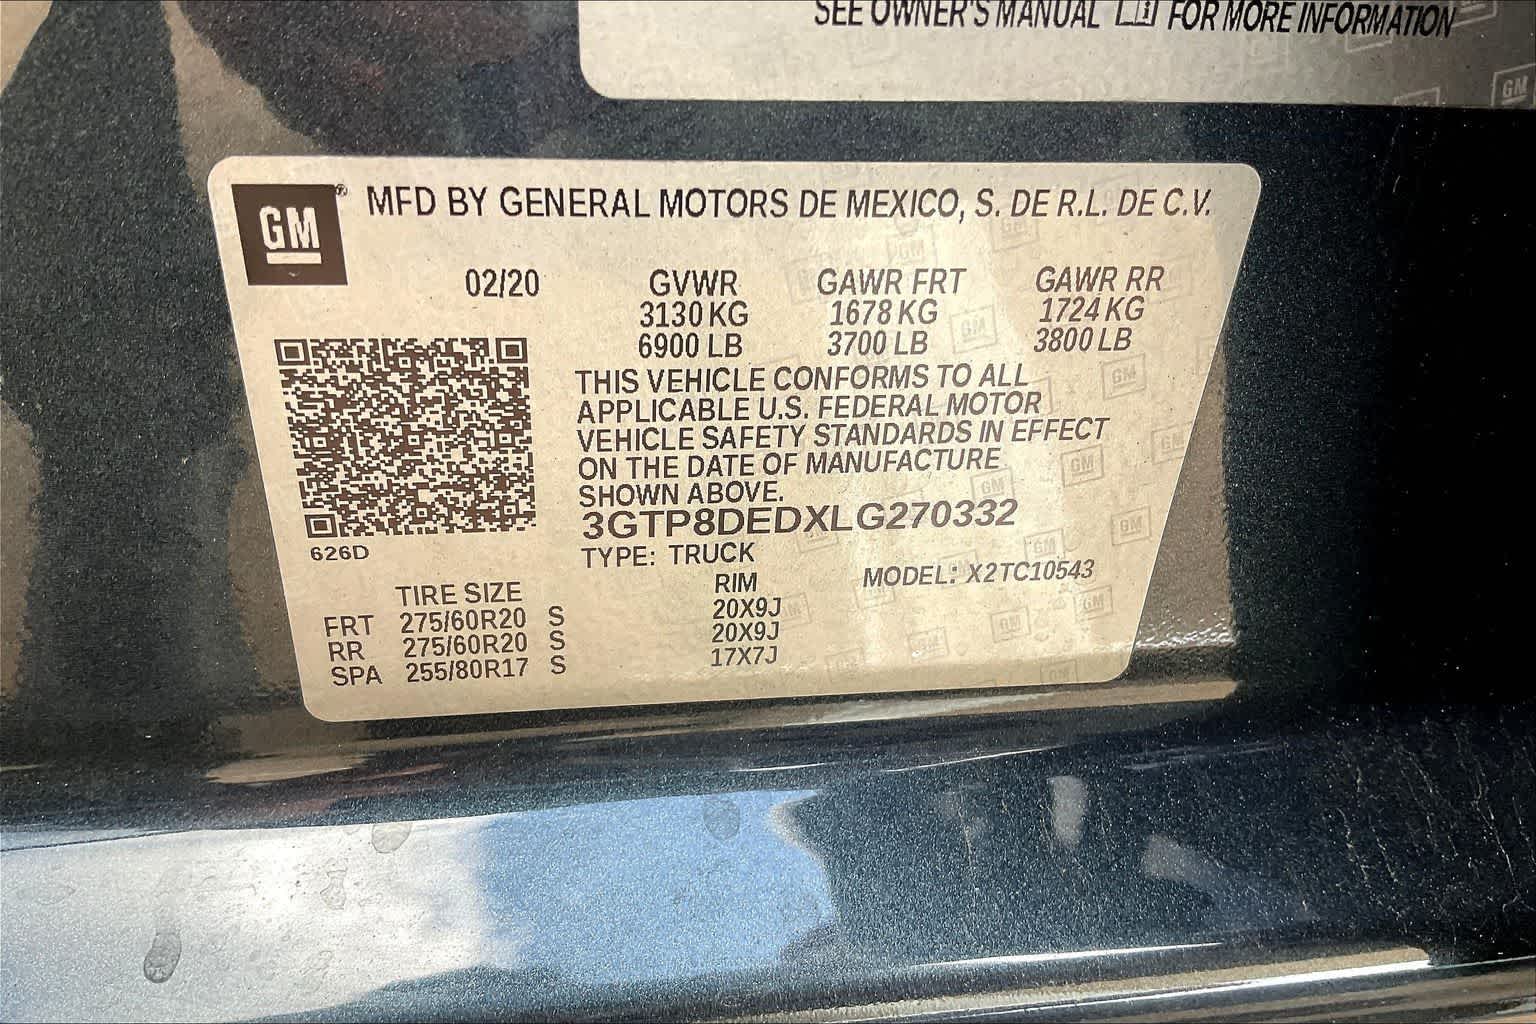 SEE OWNER'S MANUAL FOR MORE INFORMATION
GM ® MFD BY GENERAL MOTORS DE MEXICO, S. DE R.L. DE C.V.
02/20 GVWR GAWR FRT GAWR RR
3130 KG 1678 KG 1724 KG
6900 LB 3700 LB 3800 LB
THIS VEHICLE CONFORMS TO ALL
APPLICABLE U.S. FEDERAL MOTOR
VEHICLE SAFETY STANDARDS IN EFFECT
ON THE DATE OF MANUFACTURE
SHOWN ABOVE.
3GTP8DEDXLG270332
626D
TYPE: TRUCK
MODEL: X2TC10543
TIRE SIZE RIM
FRT 275/60R20 S 20X9J
RR 275/60R20 S 20X9J
SPA 255/80R17 S 17X7J